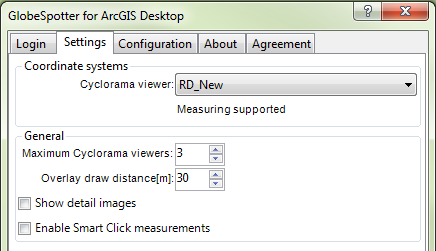 GlobeSpotter for ArcGIS Desktop
Login Settings Configuration About Agreement
Coordinate systems
Cyclorama viewer: RD_New
Measuring supported
General
Maximum Cyclorama viewers: 3
Overlay draw distance[m]: 30
Show detail images
Enable Smart Click measurements